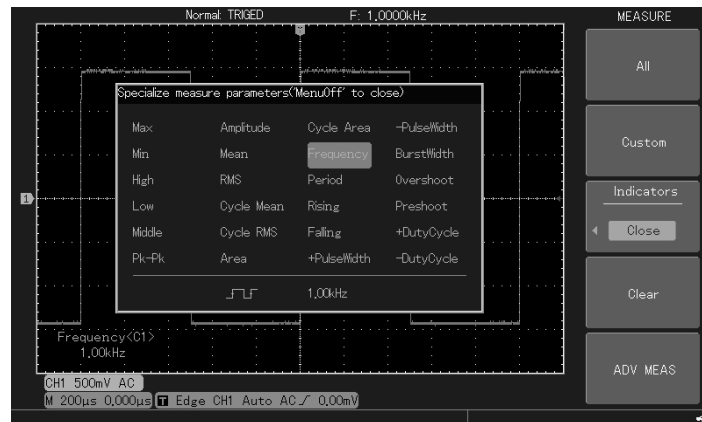 Normal: TRIGED F: 1.0000kHz MEASURE
All
Specialize measure parameters('MenuOff' to close)
Max Amplitude Cycle Area -PulseWidth
Min Mean Frequency BurstWidth
High RMS Period Overshoot
Low Cycle Mean Rising Preshoot
Middle Cycle RMS Falling +DutyCycle
Pk-Pk Area +PulseWidth -DutyCycle
1.00kHz
Custom
1
Indicators
Close
Clear
Frequency<C1>
1.00kHz
ADV MEAS
CH1 500mV AC
M 200μs 0.000μs T Edge CH1 Auto AC 0.00mV